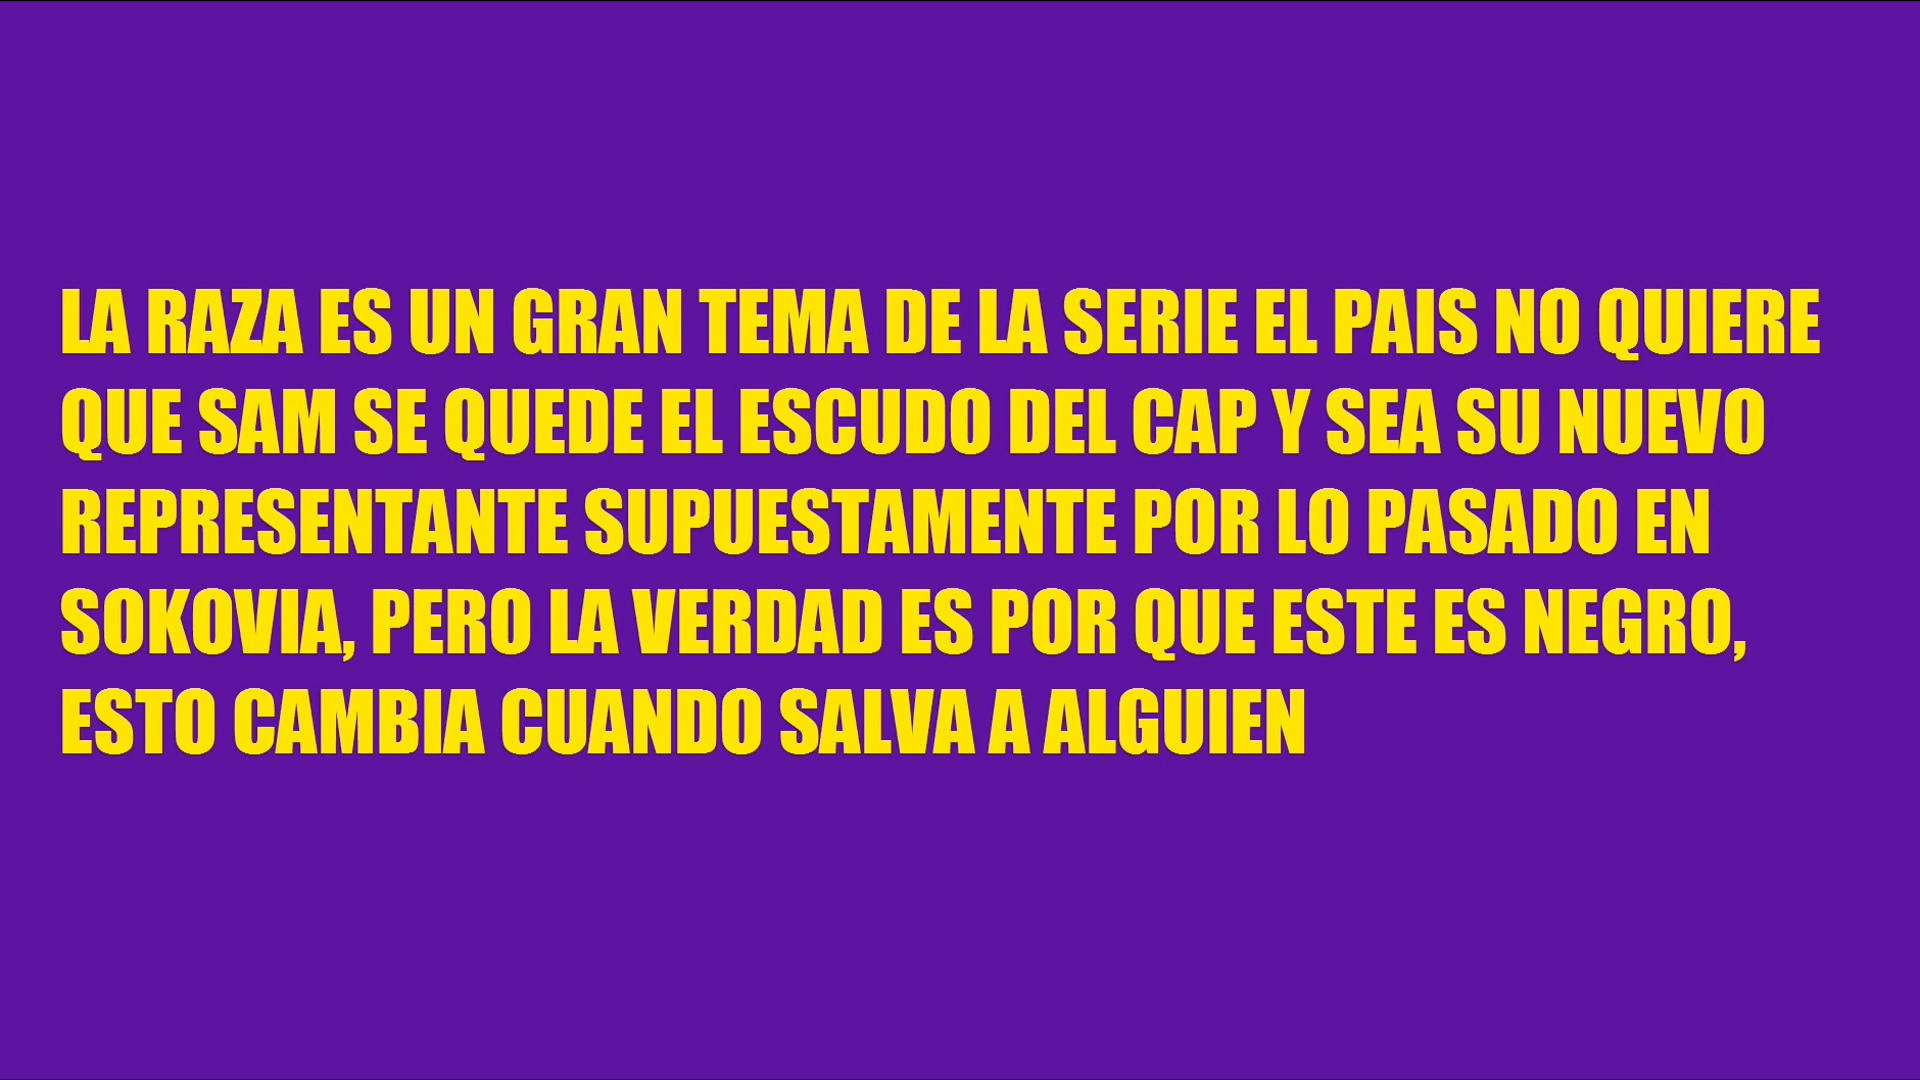 LA RAZA ES UN GRAN TEMA DE LA SERIE EL PAIS NO QUIERE
QUE SAM SE QUEDE EL ESCUDO DEL CAP Y SEA SU NUEVO
REPRESENTANTE SUPUESTAMENTE POR LO PASADO EN
SOKOVIA, PERO LA VERDAD ES POR QUE ESTE ES NEGRO,
ESTO CAMBIA CUANDO SALVA A ALGUIEN